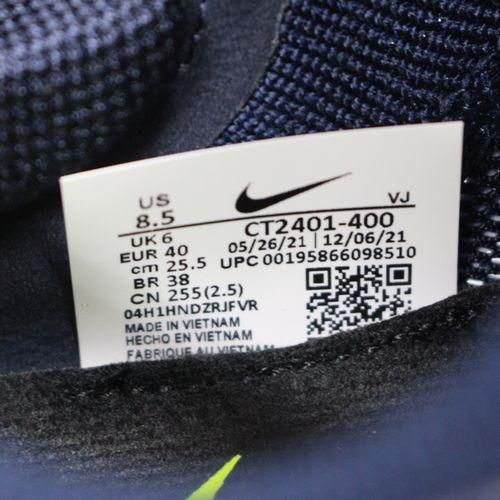 US
8.5
VJ
UK 6
EUR 40
cm 25.5
BR 38
CN 255(2.5)
CT2401-400
05/26/21 | 12/06/21
UPC 00195866098510
04H1HNDZRJFVR
MADE IN VIETNAM
HECHO EN VIETNAM
FABRIQUE AU VIETNAM